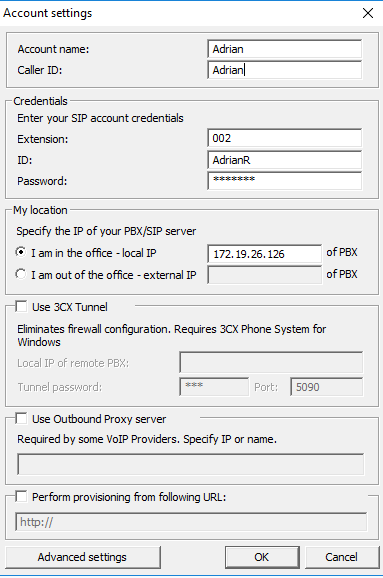 Account settings
Account name: Adrian
Caller ID: Adrian
Credentials
Enter your SIP account credentials
Extension: 002
ID: AdrianR
Password: *******
My location
Specify the IP of your PBX/SIP server
I am in the office - local IP 172.19.26.126 of PBX
I am out of the office - external IP of PBX
Use 3CX Tunnel
Eliminates firewall configuration. Requires 3CX Phone System for
Windows
Local IP of remote PBX:
Tunnel password: *** Port: 5090
Use Outbound Proxy server
Required by some VoIP Providers. Specify IP or name.
Perform provisioning from following URL:
http://
Advanced settings OK Cancel